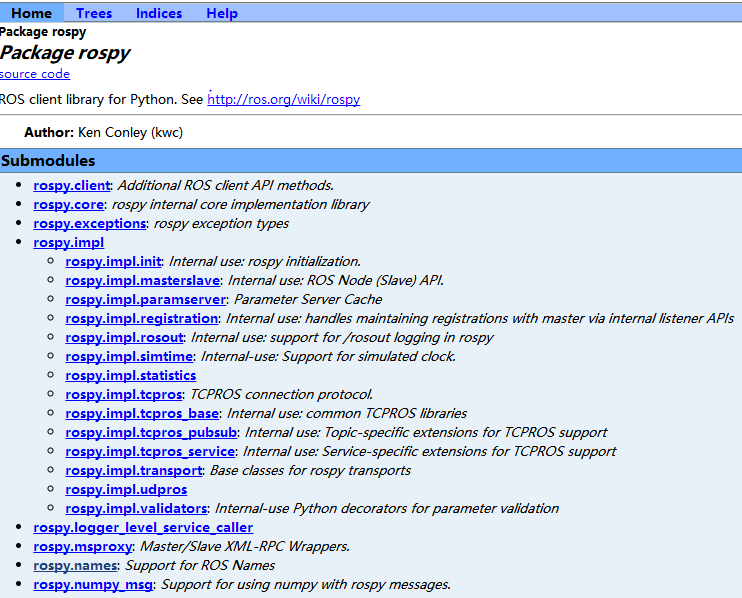 Home Trees Indices Help
Package rospy
Package rospy
source code
ROS client library for Python. See http://ros.org/wiki/rospy
Author: Ken Conley (kwc)
Submodules
rospy.client: Additional ROS client API methods.
rospy.core: rospy internal core implementation library
rospy.exceptions: rospy exception types
rospy.impl
rospy.impl.init: Internal use: rospy initialization.
rospy.impl.masterslave: Internal use: ROS Node (Slave) API.
rospy.impl.paramserver: Parameter Server Cache
rospy.impl.registration: Internal use: handles maintaining registrations with master via internal listener APIs
rospy.impl.rosout: Internal use: support for /rosout logging in rospy
rospy.impl.simtime: Internal-use: Support for simulated clock.
rospy.impl.statistics
rospy.impl.tcpros: TCPROS connection protocol.
rospy.impl.tcpros_base: Internal use: common TCPROS libraries
rospy.impl.tcpros_pubsub: Internal use: Topic-specific extensions for TCPROS support
rospy.impl.tcpros_service: Internal use: Service-specific extensions for TCPROS support
rospy.impl.transport: Base classes for rospy transports
rospy.impl.udpros
rospy.impl.validators: Internal-use Python decorators for parameter validation
rospy.logger_level_service_caller
rospy.msproxy: Master/Slave XML-RPC Wrappers.
rospy.names: Support for ROS Names
rospy.numpy_msg: Support for using numpy with rospy messages.